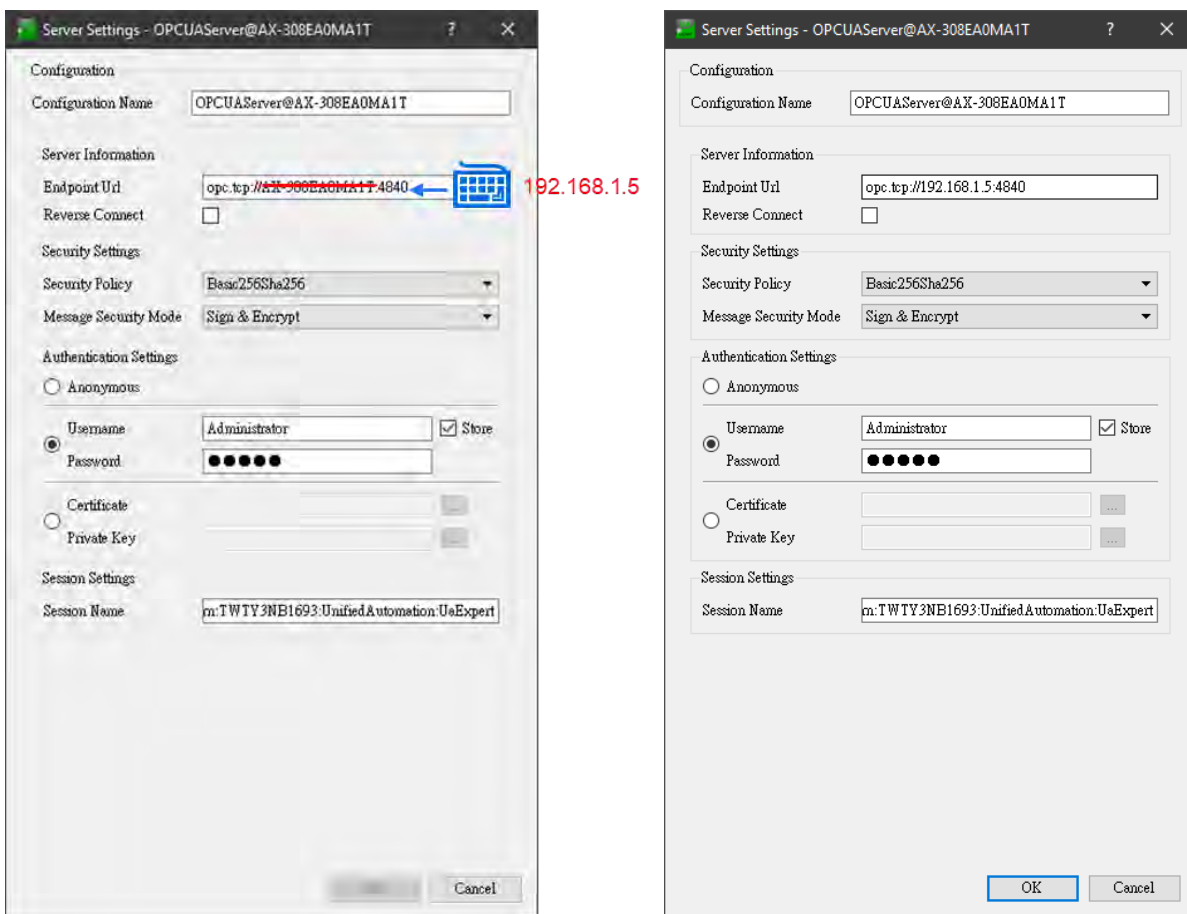 Server Settings - OPCUAServer@AX-308EA0MA1T ? ×
Configuration
Configuration Name OPCUAServer@AX-308EA0MA1T
Server Information
Endpoint Url opc.tcp://AX-308EA0MA1T:4840 192.168.1.5
Reverse Connect
Security Settings
Security Policy Basic256Sha256
Message Security Mode Sign & Encrypt
Authentication Settings
Anonymous
Username Administrator Store
Password ●●●●●
Certificate ...
Private Key ...
Session Settings
Session Name m:TWTY3NB1693:UnifiedAutomation:UaExpert
Cancel
Server Settings - OPCUAServer@AX-308EA0MA1T ? ×
Configuration
Configuration Name OPCUAServer@AX-308EA0MA1T
Server Information
Endpoint Url opc.tcp://192.168.1.5:4840
Reverse Connect
Security Settings
Security Policy Basic256Sha256
Message Security Mode Sign & Encrypt
Authentication Settings
Anonymous
Username Administrator Store
Password ●●●●●
Certificate ...
Private Key ...
Session Settings
Session Name m:TWTY3NB1693:UnifiedAutomation:UaExpert
OK Cancel